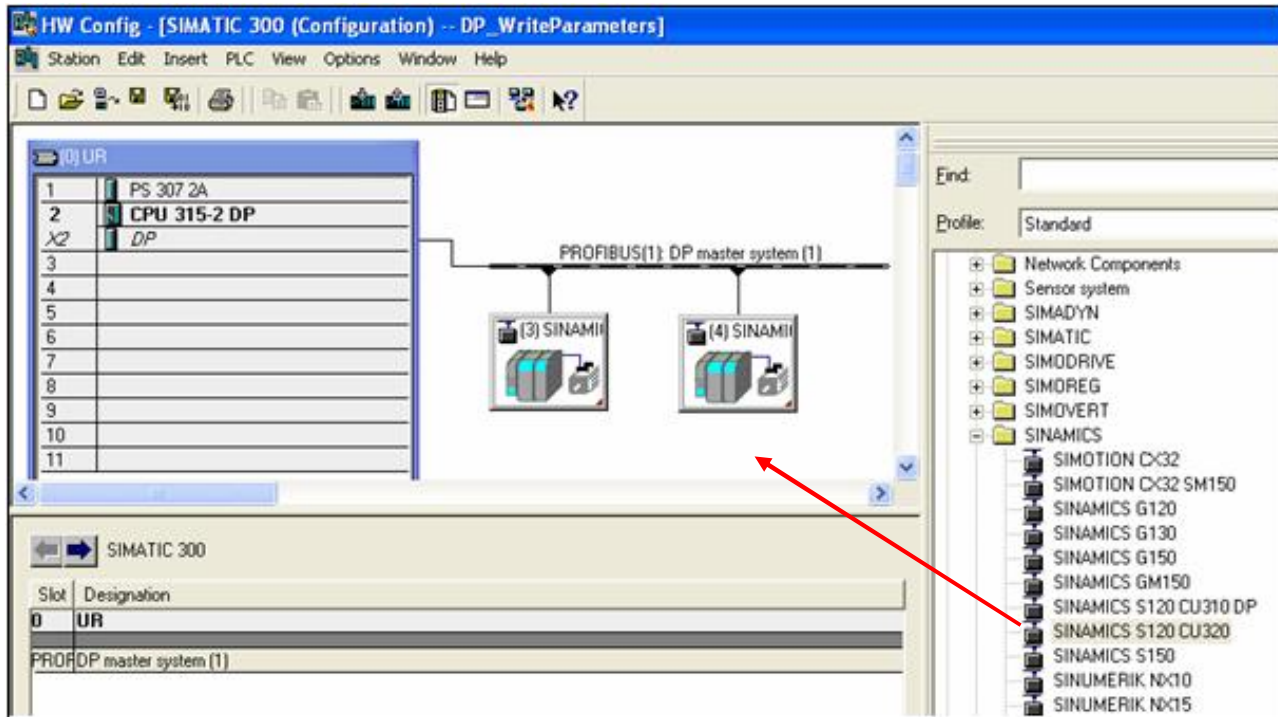 HW Config - [SIMATIC 300 (Configuration) -- DP_WriteParameters]
Station Edit Insert PLC View Options Window Help
(0) UR
1 PS 307 2A
2 CPU 315-2 DP
X2 DP
3
4
5
6
7
8
9
10
11
PROFIBUS(1): DP master system (1)
(3) SINAMI
(4) SINAMI
SIMATIC 300
Slot Designation
0 UR
PROF DP master system (1)
Find:
Profile: Standard
Network Components
Sensor system
SIMADYN
SIMATIC
SIMODRIVE
SIMOREG
SIMOVERT
SINAMICS
SIMOTION CX32
SIMOTION CX32 SM150
SINAMICS G120
SINAMICS G130
SINAMICS G150
SINAMICS GM150
SINAMICS S120 CU310 DP
SINAMICS S120 CU320
SINAMICS S150
SINUMERIK NX10
SINUMERIK NX15